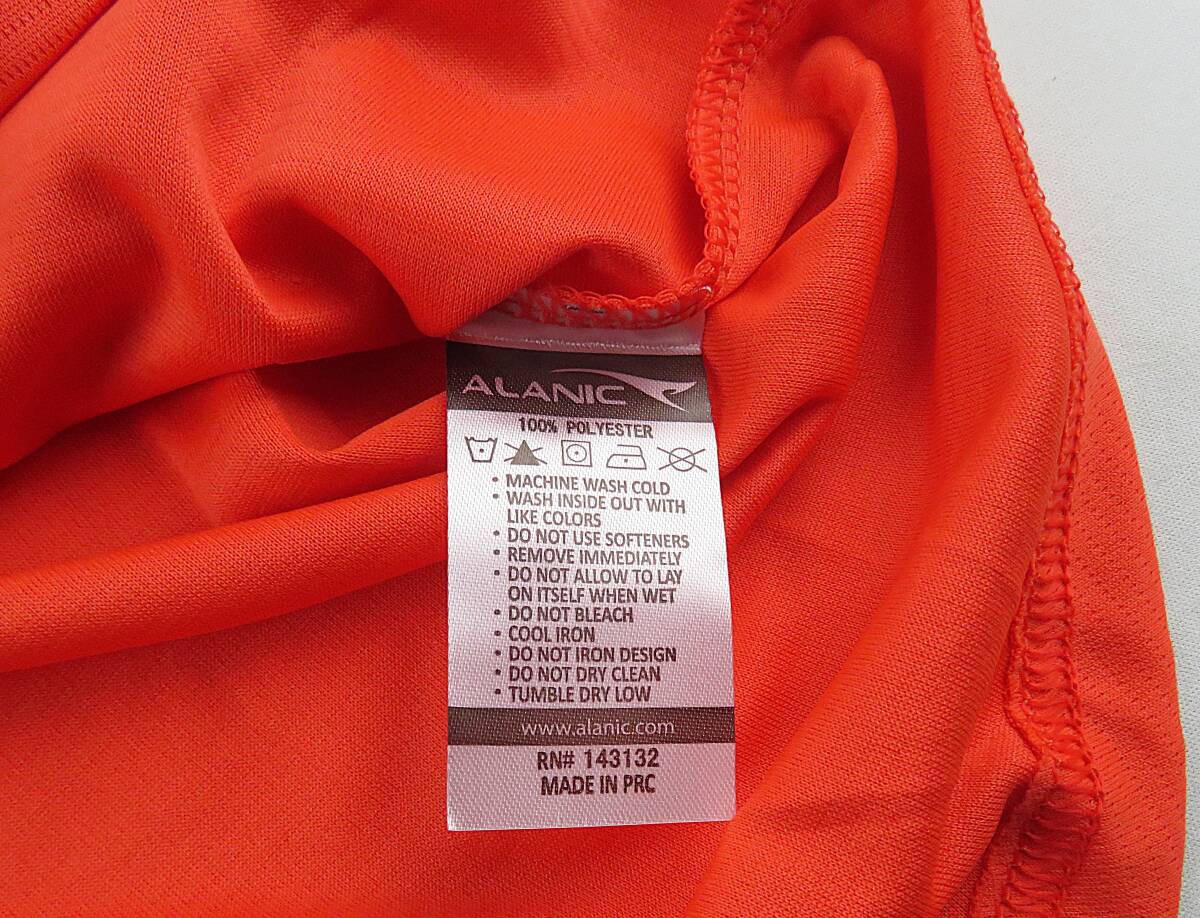 ALANIC
100% POLYESTER
• MACHINE WASH COLD
• WASH INSIDE OUT WITH
LIKE COLORS
• DO NOT USE SOFTENERS
• REMOVE IMMEDIATELY
• DO NOT ALLOW TO LAY
ON ITSELF WHEN WET
• DO NOT BLEACH
• COOL IRON
• DO NOT IRON DESIGN
• DO NOT DRY CLEAN
• TUMBLE DRY LOW
www.alanic.com
RN# 143132
MADE IN PRC